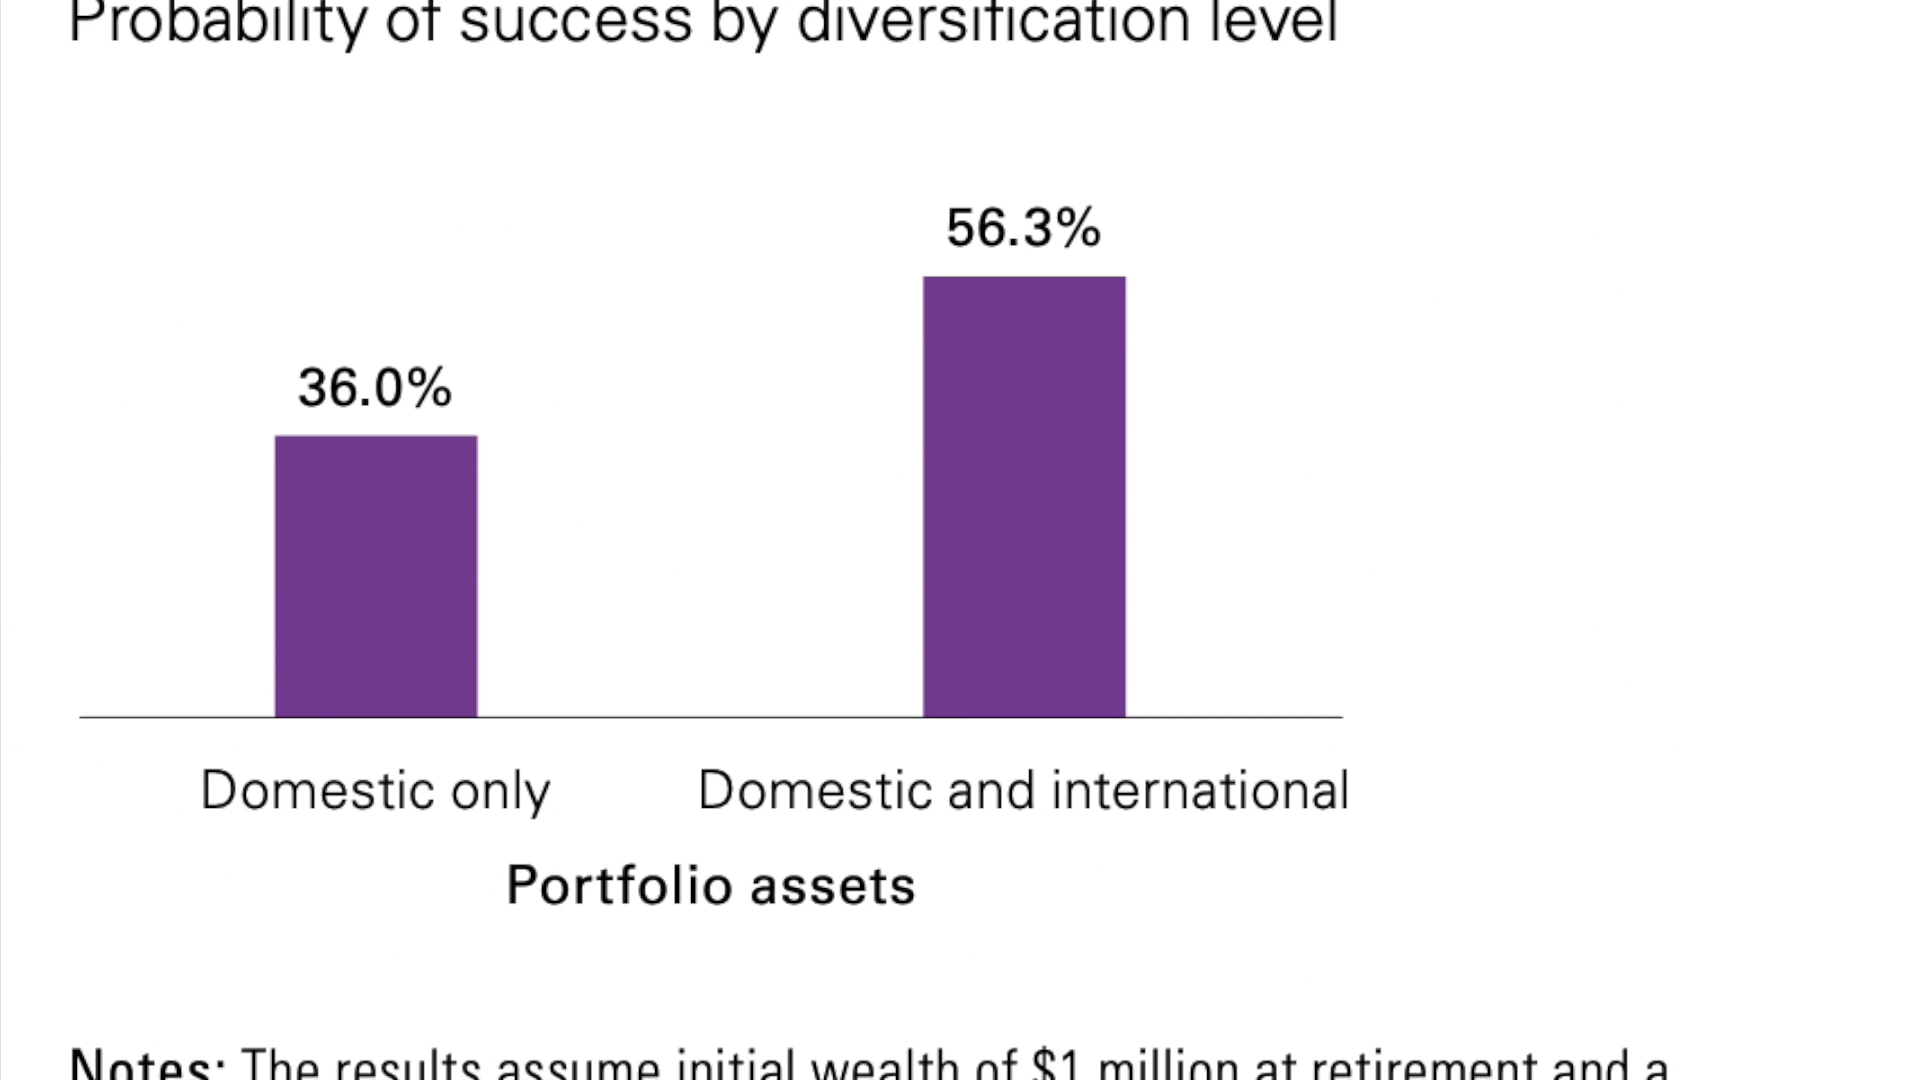 Probability of success by diversification level
56.3%
36.0%
Domestic only Domestic and international
Portfolio assets
Notes: The results assume initial wealth of $1 million at retirement and a